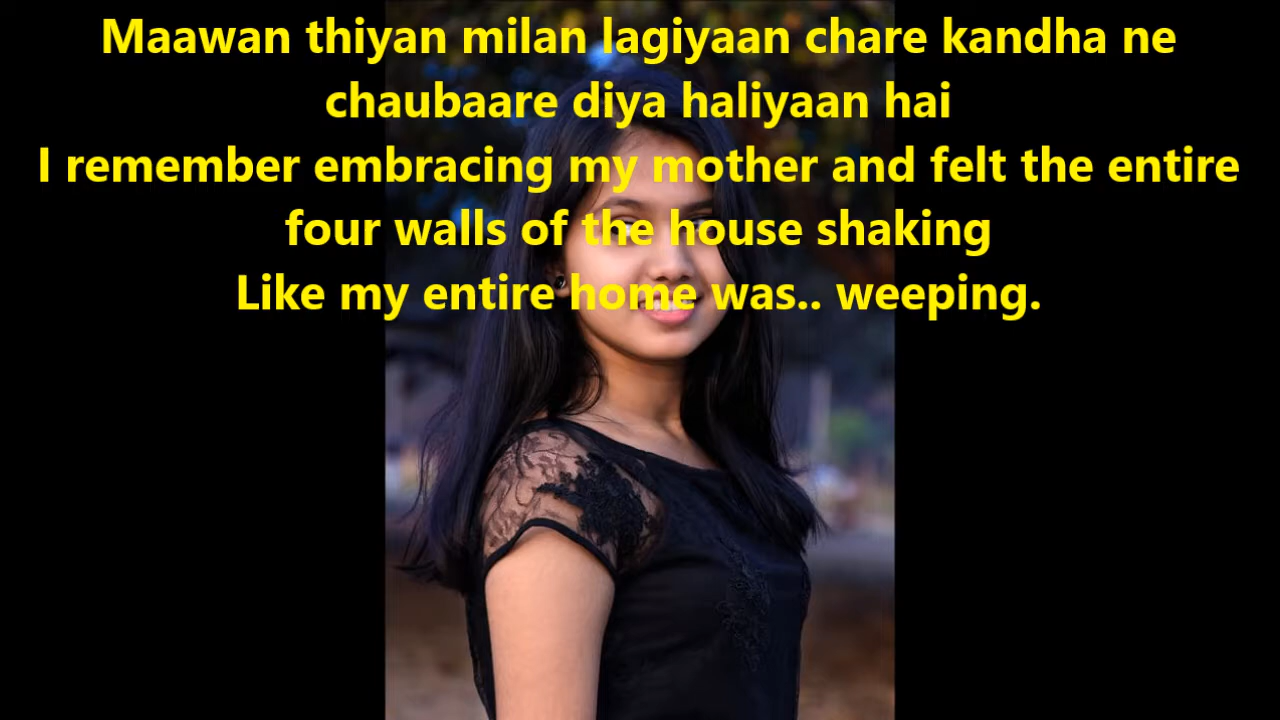 Maawan thiyan milan lagiyaan chare kandha ne
chaubaare diya haliyaan hai
I remember embracing my mother and felt the entire
four walls of the house shaking
Like my entire home was.. weeping.